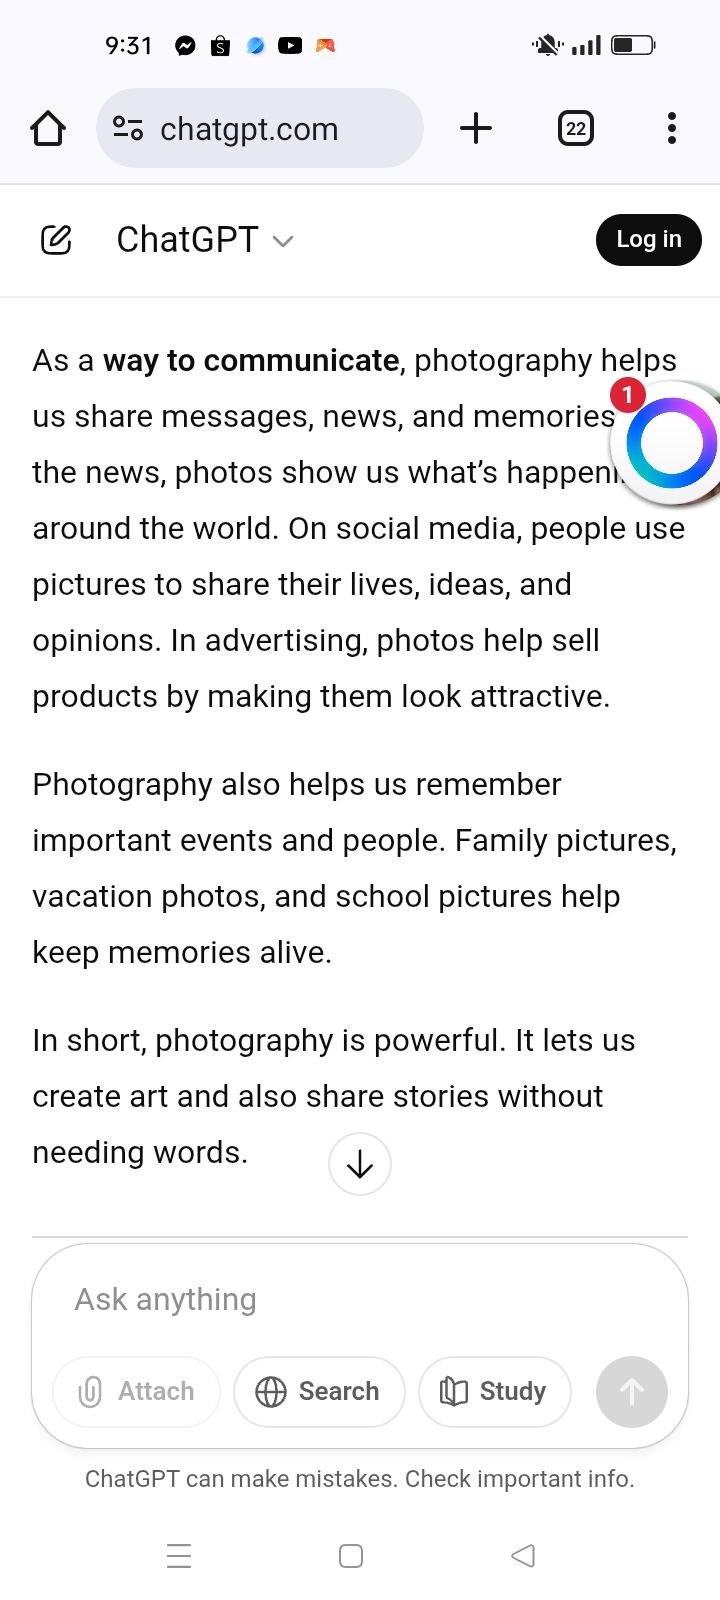 9:31
chatgpt.com
22
ChatGPT
Log in
As a way to communicate, photography helps
1
us share messages, news, and memories
the news, photos show us what's
around the world. On social media, people use
pictures to share their lives, ideas, and
opinions. In advertising, photos help sell
products by making them look attractive.
Photography also helps us remember
important events and people. Family pictures,
vacation photos, and school pictures help
keep memories alive.
In short, photography is powerful. It lets us
create art and also share stories without
needing words.
Ask anything
Attach
Search
Study
ChatGPT can make mistakes. Check important info.